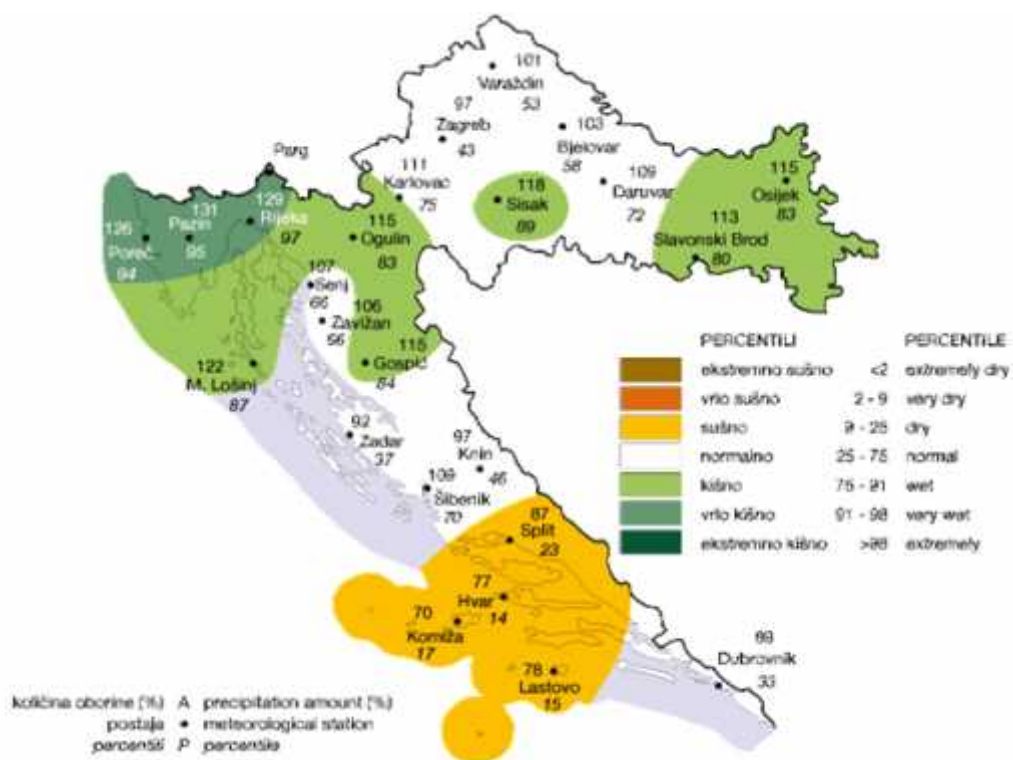 101
Varaždin
53
97
Zagreb
43
103
Bjelovar
58
Parg
111
Karlovac
75
118
Sisak
89
109
Daruvar
72
115
Osijek
83
113
Slavonski Brod
80
126
Poreč
94
131
Pazin
95
129
Rijeka
97
115
Ogulin
83
107
Senj
66
106
Zavižan
56
115
Gospić
84
122
M. Lošinj
87
92
Zadar
37
97
Knin
46
109
Šibenik
70
87
Split
23
77
Hvar
14
70
Komiža
17
78
Lastovo
15
Dubrovnik
33
PERCENTILI PERCENTILE
ekstremno sušno <2 extremely dry
vrlo sušno 2 - 9 very dry
sušno 9 - 25 dry
normalno 25 - 75 normal
kišno 75 - 91 wet
vrlo kišno 91 - 98 very wet
ekstremno kišno >98 extremely
količina oborine (%) A precipitation amount (%)
postaja • meteorological station
percentili P percentile